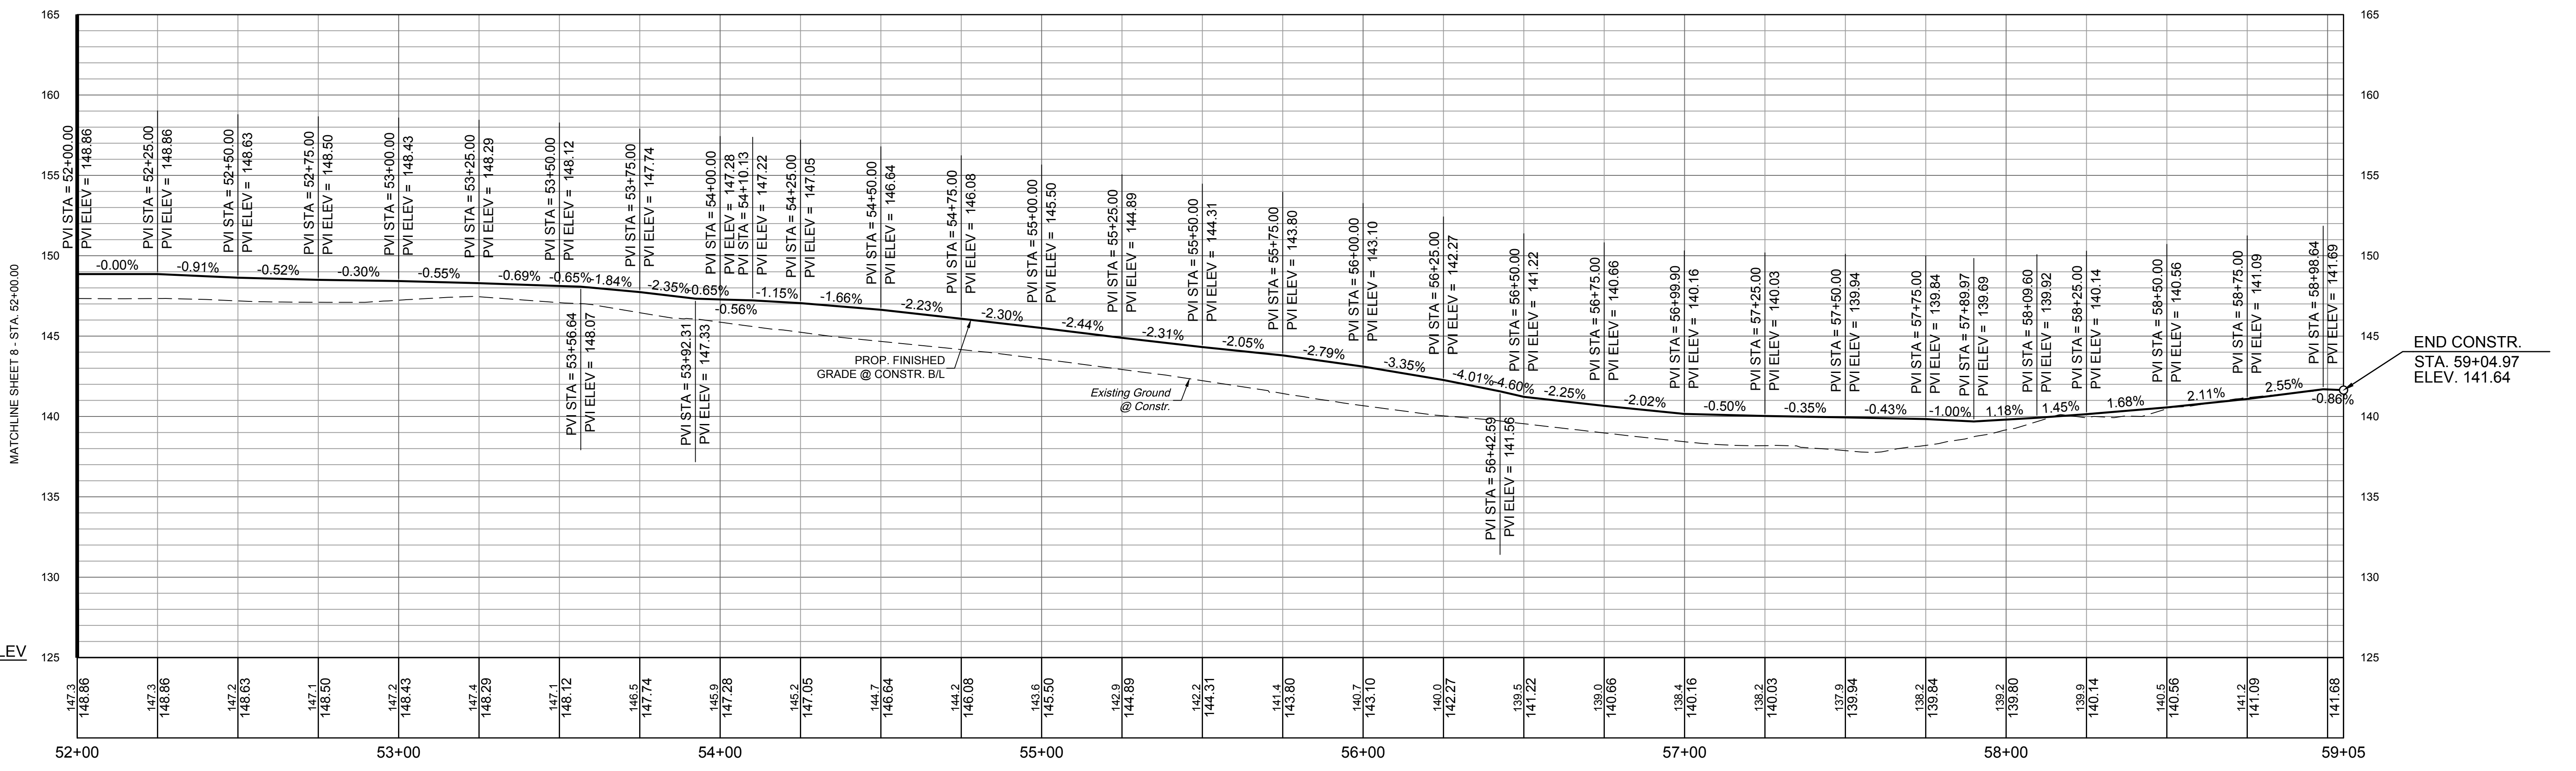 165
160
155
150
145
140
135
130
125
MATCHLINE SHEET 8 - STA. 52+00.00
LEV
PVI STA = 52+00.00
PVI ELEV = 148.86
PVI STA = 52+25.00
PVI ELEV = 148.86
PVI STA = 52+50.00
PVI ELEV = 148.63
PVI STA = 52+75.00
PVI ELEV = 148.50
PVI STA = 53+00.00
PVI ELEV = 148.43
PVI STA = 53+25.00
PVI ELEV = 148.29
PVI STA = 53+50.00
PVI ELEV = 148.12
PVI STA = 53+56.64
PVI ELEV = 148.07
PVI STA = 53+75.00
PVI ELEV = 147.74
PVI STA = 53+92.31
PVI ELEV = 147.33
PVI STA = 54+00.00
PVI ELEV = 147.28
PVI STA = 54+10.13
PVI ELEV = 147.22
PVI STA = 54+25.00
PVI ELEV = 147.05
PVI STA = 54+50.00
PVI ELEV = 146.64
PVI STA = 54+75.00
PVI ELEV = 146.08
PVI STA = 55+00.00
PVI ELEV = 145.50
PVI STA = 55+25.00
PVI ELEV = 144.89
PVI STA = 55+50.00
PVI ELEV = 144.31
PVI STA = 55+75.00
PVI ELEV = 143.80
PVI STA = 56+00.00
PVI ELEV = 143.10
PVI STA = 56+25.00
PVI ELEV = 142.27
PVI STA = 56+42.59
PVI ELEV = 141.56
PVI STA = 56+50.00
PVI ELEV = 141.22
PVI STA = 56+75.00
PVI ELEV = 140.66
PVI STA = 56+99.90
PVI ELEV = 140.16
PVI STA = 57+25.00
PVI ELEV = 140.03
PVI STA = 57+50.00
PVI ELEV = 139.94
PVI STA = 57+75.00
PVI ELEV = 139.84
PVI STA = 57+89.97
PVI ELEV = 139.69
PVI STA = 58+09.60
PVI ELEV = 139.92
PVI STA = 58+25.00
PVI ELEV = 140.14
PVI STA = 58+50.00
PVI ELEV = 140.56
PVI STA = 58+75.00
PVI ELEV = 141.09
PVI STA = 58+98.64
PVI ELEV = 141.69
-0.00%
-0.91%
-0.52%
-0.30%
-0.55%
-0.69%
-0.65%
-1.84%
-2.35%
-0.65%
-0.56%
-1.15%
-1.66%
-2.23%
-2.30%
-2.44%
-2.31%
-2.05%
-2.79%
-3.35%
-4.01%
-4.60%
-2.25%
-2.02%
-0.50%
-0.35%
-0.43%
-1.00%
1.18%
1.45%
1.68%
2.11%
2.55%
-0.86%
PROP. FINISHED
GRADE @ CONSTR. B/L
Existing Ground
@ Constr.
END CONSTR.
STA. 59+04.97
ELEV. 141.64
165
160
155
150
145
140
135
130
125
147.3
148.86
147.3
148.86
147.2
148.63
147.1
148.50
147.2
148.43
147.4
148.29
147.1
148.12
146.5
147.74
145.9
147.28
145.2
147.05
144.7
146.64
144.2
146.08
143.6
145.50
142.9
144.89
142.2
144.31
141.4
143.80
140.7
143.10
140.0
142.27
139.5
141.22
139.0
140.66
138.4
140.16
138.2
140.03
137.9
139.94
138.2
139.84
139.2
139.80
139.9
140.14
140.5
140.56
141.2
141.09
141.68
52+00
53+00
54+00
55+00
56+00
57+00
58+00
59+05